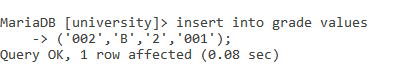 MariaDB [university]> insert into grade values
-> ('002','B','2','001');
Query OK, 1 row affected (0.08 sec)